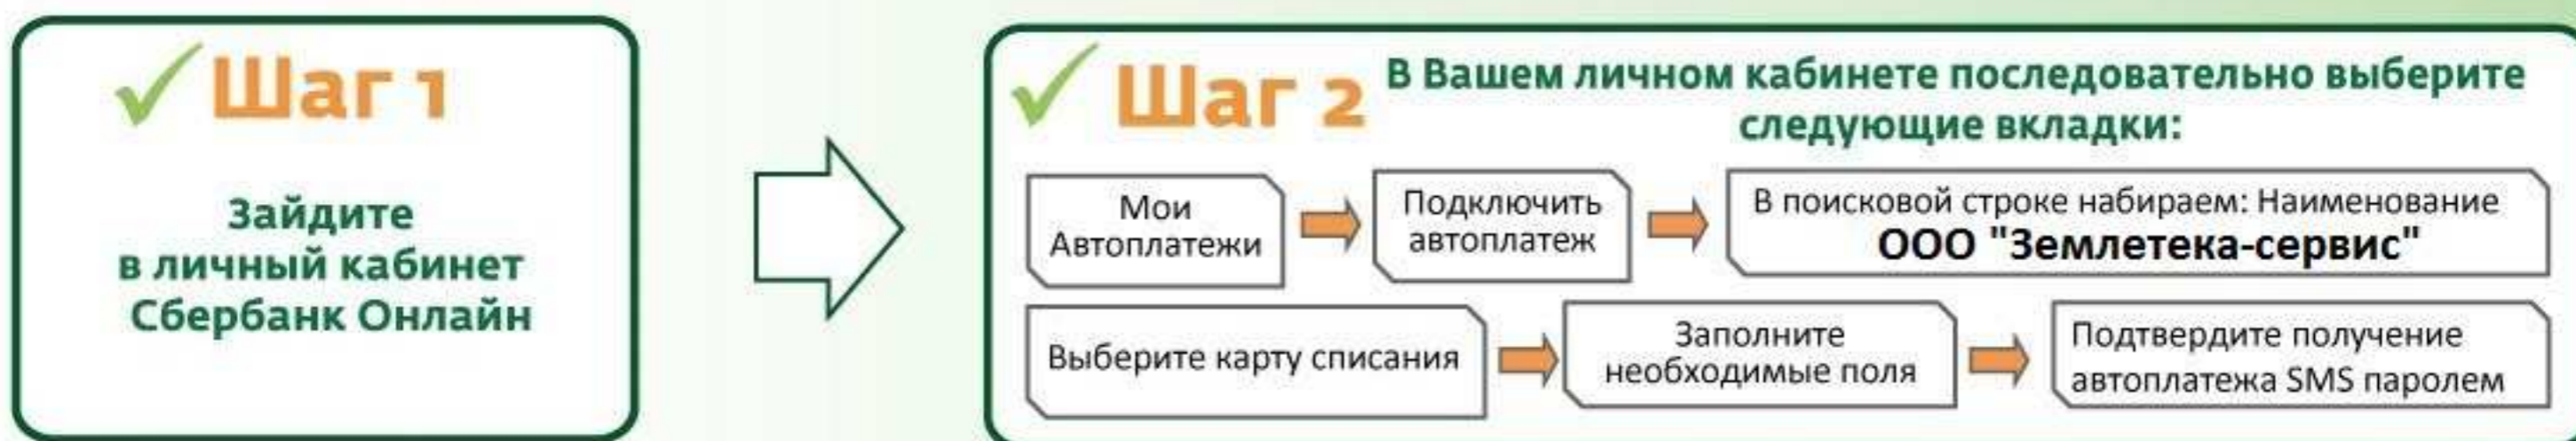 Шаг 1
Зайдите
в личный кабинет
Сбербанк Онлайн
Шаг 2
В Вашем личном кабинете последовательно выберите
следующие вкладки:
Мои
Автоплатежи
Подключить
автоплатеж
В поисковой строке набираем: Наименование
ООО "Землетека-сервис"
Выберите карту списания
Заполните
необходимые поля
Подтвердите получение
автоплатежа SMS паролем